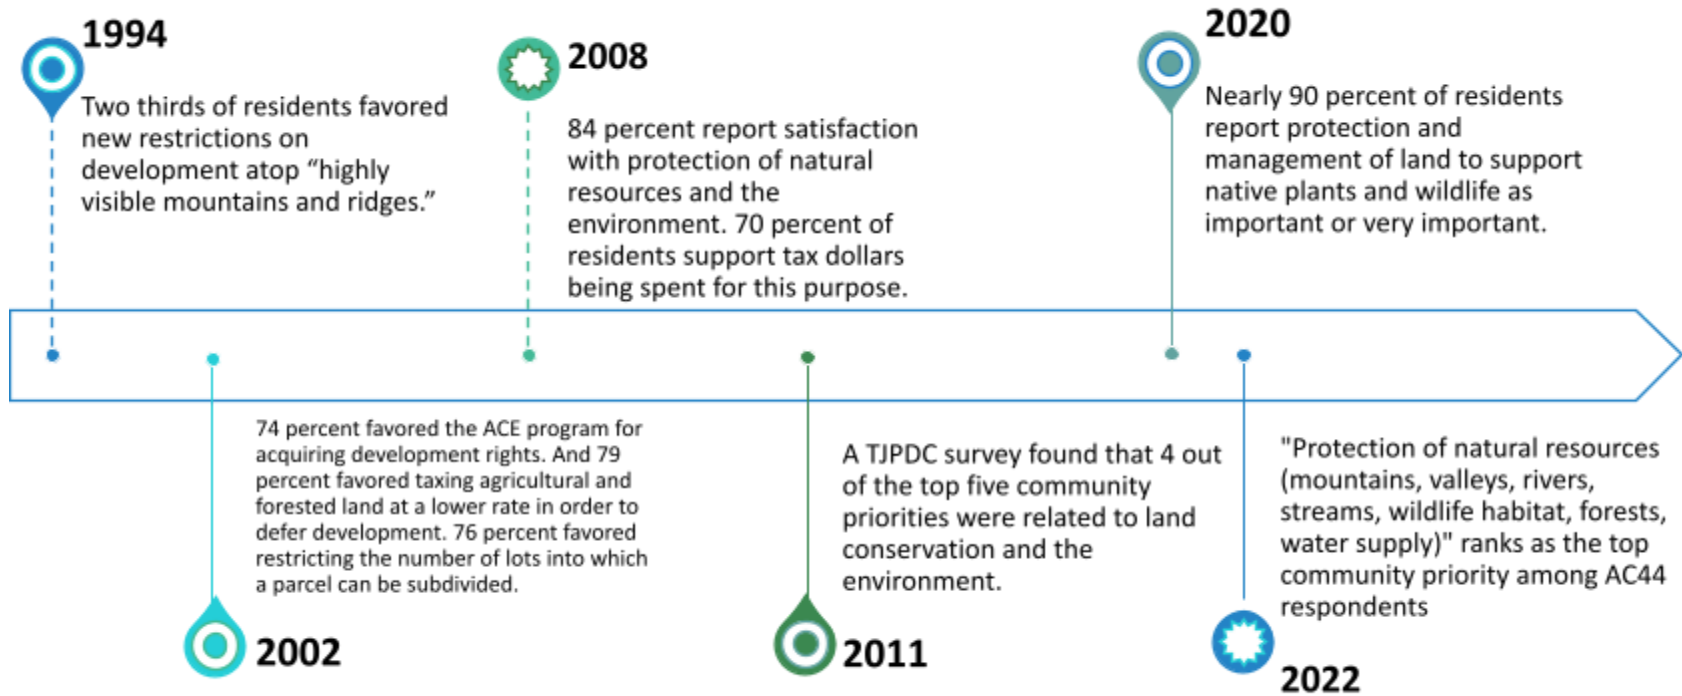 1994
Two thirds of residents favored
new restrictions on
development atop “highly
visible mountains and ridges.”
2008
84 percent report satisfaction
with protection of natural
resources and the
environment. 70 percent of
residents support tax dollars
being spent for this purpose.
2020
Nearly 90 percent of residents
report protection and
management of land to support
native plants and wildlife as
important or very important.
74 percent favored the ACE program for
acquiring development rights. And 79
percent favored taxing agricultural and
forested land at a lower rate in order to
defer development. 76 percent favored
restricting the number of lots into which
a parcel can be subdivided.
2002
A TJPDC survey found that 4 out
of the top five community
priorities were related to land
conservation and the
environment.
2011
"Protection of natural resources
(mountains, valleys, rivers,
streams, wildlife habitat, forests,
water supply)" ranks as the top
community priority among AC44
respondents
2022